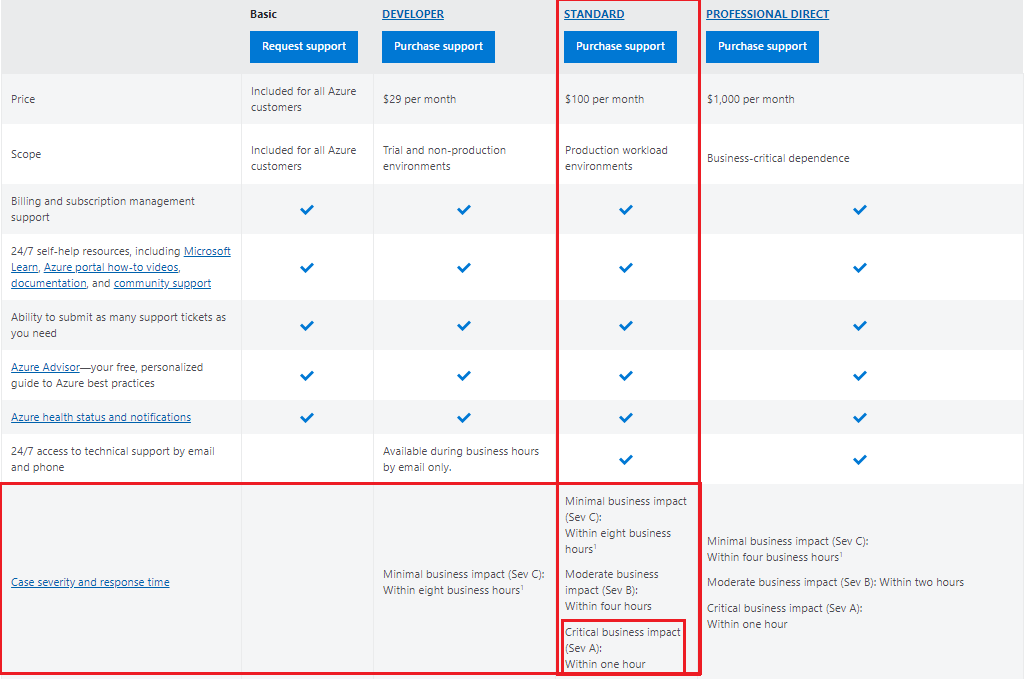 Basic
DEVELOPER
STANDARD
PROFESSIONAL DIRECT
Request support
Purchase support
Purchase support
Purchase support
Price
Included for all Azure
customers
$29 per month
$100 per month
$1,000 per month
Scope
Included for all Azure
customers
Trial and non-production
environments
Production workload
environments
Business-critical dependence
Billing and subscription management
support
24/7 self-help resources, including Microsoft
Learn, Azure portal how-to videos,
documentation, and community support
Ability to submit as many support tickets as
you need
Azure Advisor—your free, personalized
guide to Azure best practices
Azure health status and notifications
24/7 access to technical support by email
and phone
Available during business hours
by email only.
Case severity and response time
Minimal business impact (Sev C):
Within eight business hours¹
Minimal business impact
(Sev C):
Within eight business
hours¹
Moderate business
impact (Sev B):
Within four hours
Critical business impact
(Sev A):
Within one hour
Minimal business impact (Sev C):
Within four business hours¹
Moderate business impact (Sev B): Within two hours
Critical business impact (Sev A):
Within one hour